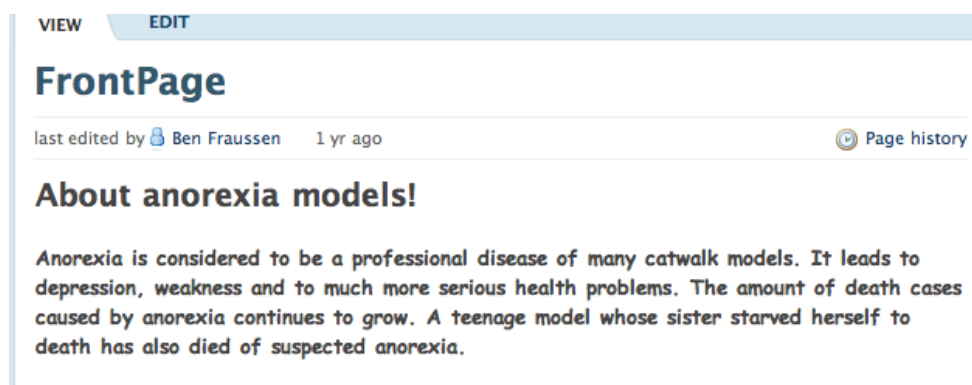 VIEW EDIT
FrontPage
last edited by Ben Fraussen 1 yr ago Page history
About anorexia models!
Anorexia is considered to be a professional disease of many catwalk models. It leads to
depression, weakness and to much more serious health problems. The amount of death cases
caused by anorexia continues to grow. A teenage model whose sister starved herself to
death has also died of suspected anorexia.